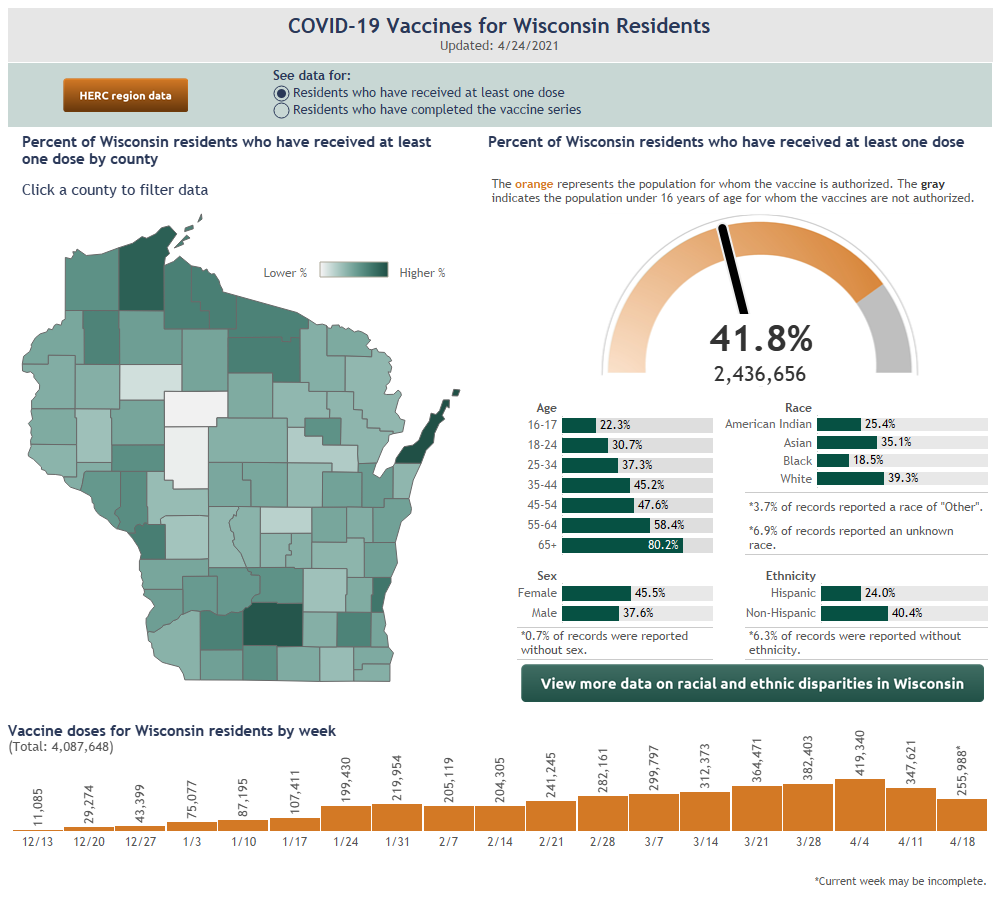 COVID-19 Vaccines for Wisconsin Residents
Updated: 4/24/2021
HERC region data
See data for:
Residents who have received at least one dose
Residents who have completed the vaccine series
Percent of Wisconsin residents who have received at least
one dose by county
Click a county to filter data
Lower %
Higher %
Percent of Wisconsin residents who have received at least one dose
The orange represents the population for whom the vaccine is authorized. The gray
indicates the population under 16 years of age for whom the vaccines are not authorized.
41.8%
2,436,656
Age
16-17 22.3%
18-24 30.7%
25-34 37.3%
35-44 45.2%
45-54 47.6%
55-64 58.4%
65+ 80.2%
Race
American Indian 25.4%
Asian 35.1%
Black 18.5%
White 39.3%
*3.7% of records reported a race of "Other".
*6.9% of records reported an unknown
race.
Sex
Female 45.5%
Male 37.6%
*0.7% of records were reported
without sex.
Ethnicity
Hispanic 24.0%
Non-Hispanic 40.4%
*6.3% of records were reported without
ethnicity.
View more data on racial and ethnic disparities in Wisconsin
Vaccine doses for Wisconsin residents by week
(Total: 4,087,648)
11,085 29,274 43,399 75,077 87,195 107,411 199,430 219,954 205,119 204,305 241,245 282,161 299,797 312,373 364,471 382,403 419,340 347,621 255,988*
12/13 12/20 12/27 1/3 1/10 1/17 1/24 1/31 2/7 2/14 2/21 2/28 3/7 3/14 3/21 3/28 4/4 4/11 4/18
*Current week may be incomplete.